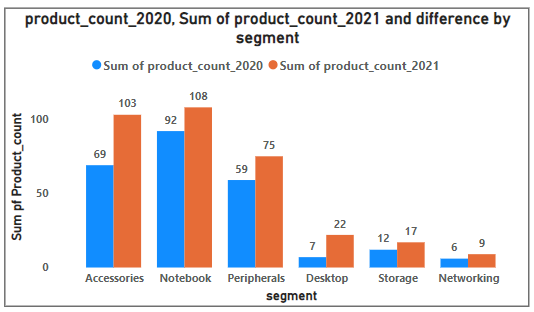 product_count_2020, Sum of product_count_2021 and difference by
segment
Sum of product_count_2020 Sum of product_count_2021
Sum pf Product_count
100
50
0
69 103
92 108
59 75
7 22
12 17
6 9
Accessories Notebook Peripherals Desktop Storage Networking
segment